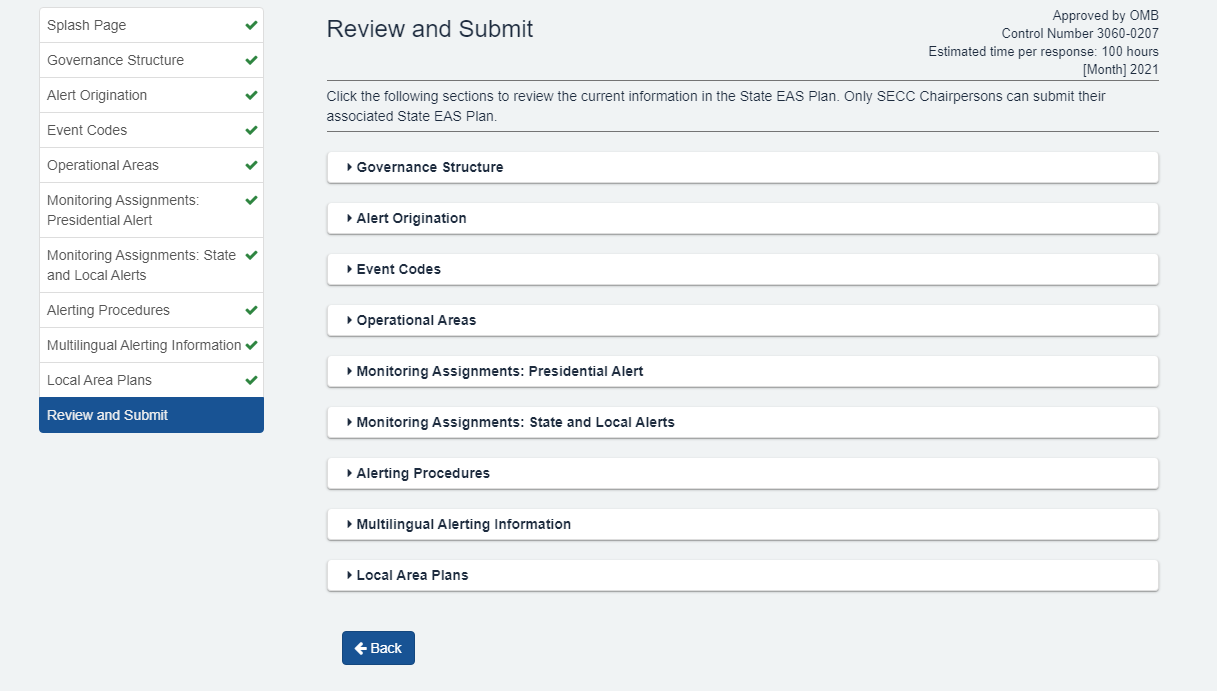 Splash Page
Governance Structure
Alert Origination
Event Codes
Operational Areas
Monitoring Assignments:
Presidential Alert
Monitoring Assignments: State
and Local Alerts
Alerting Procedures
Multilingual Alerting Information
Local Area Plans
Review and Submit
Review and Submit
Approved by OMB
Control Number 3060-0207
Estimated time per response: 100 hours
[Month] 2021
Click the following sections to review the current information in the State EAS Plan. Only SECC Chairpersons can submit their
associated State EAS Plan.
Governance Structure
Alert Origination
Event Codes
Operational Areas
Monitoring Assignments: Presidential Alert
Monitoring Assignments: State and Local Alerts
Alerting Procedures
Multilingual Alerting Information
Local Area Plans
Back